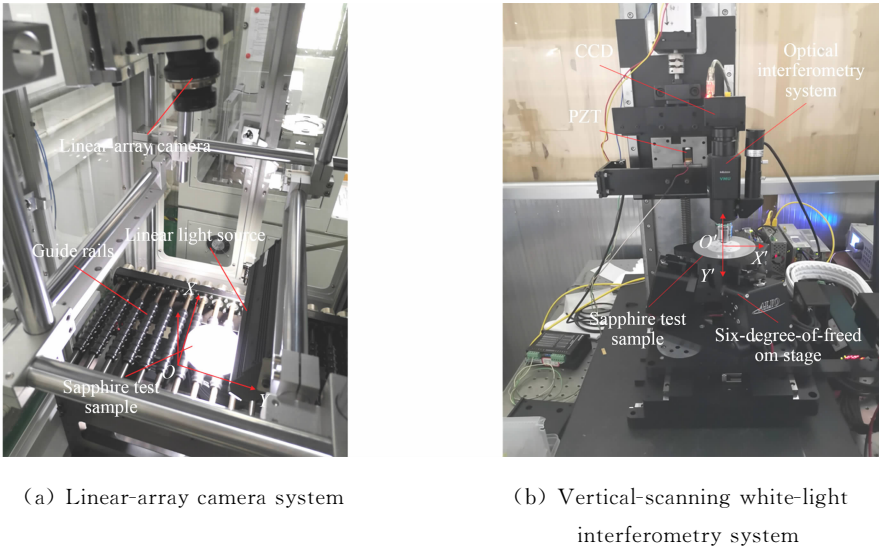 Linear-array camera
Linear light source
Guide rails
X
O
Y
Sapphire test
sample
CCD
Optical
interferometry
system
PZT
O′
X′
Y′
Sapphire test
sample
Six-degree-of-freed
om stage
(a) Linear-array camera system
(b) Vertical-scanning white-light
interferometry system